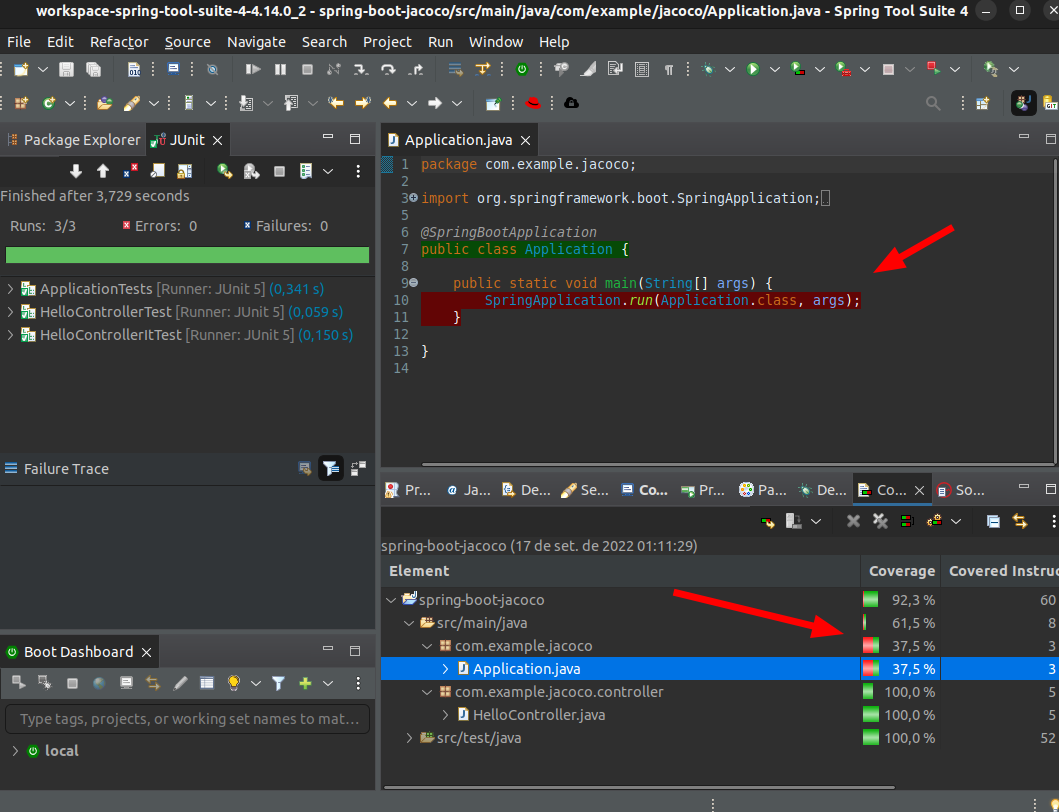 workspace-spring-tool-suite-4-4.14.0_2 - spring-boot-jacoco/src/main/java/com/example/jacoco/Application.java - Spring Tool Suite 4
File Edit Refactor Source Navigate Search Project Run Window Help
Package Explorer JUnit
Finished after 3,729 seconds
Runs: 3/3 Errors: 0 Failures: 0
ApplicationTests [Runner: JUnit 5] (0,341 s)
HelloControllerTest [Runner: JUnit 5] (0,059 s)
HelloControllerItTest [Runner: JUnit 5] (0,150 s)
Failure Trace
Boot Dashboard
Type tags, projects, or working set names to mat...
local
Application.java
1 package com.example.jacoco;
2
3 import org.springframework.boot.SpringApplication;
5
6 @SpringBootApplication
7 public class Application {
8
9 public static void main(String[] args) {
10 SpringApplication.run(Application.class, args);
11 }
12
13 }
14
Pr... Ja... De... Se... Co... Pr... Pa... De... Co... So...
spring-boot-jacoco (17 de set. de 2022 01:11:29)
Element Coverage Covered Instruc
spring-boot-jacoco 92,3 % 60
src/main/java 61,5 % 8
com.example.jacoco 37,5 % 3
Application.java 37,5 % 3
com.example.jacoco.controller 100,0 % 5
HelloController.java 100,0 % 5
src/test/java 100,0 % 52